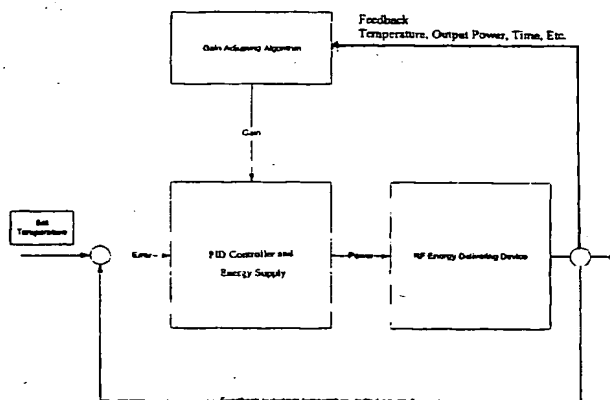 Feedback
Temperature, Output Power, Time, Etc.
Gain Adjusting Algorithm
Gain
Set
Temperature
Error
PID Controller and
Energy Supply
Power
RF Energy Delivering Device
Feedback